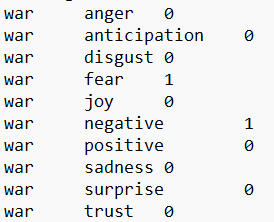 war anger 0
war anticipation 0
war disgust 0
war fear 1
war joy 0
war negative 1
war positive 0
war sadness 0
war surprise 0
war trust 0